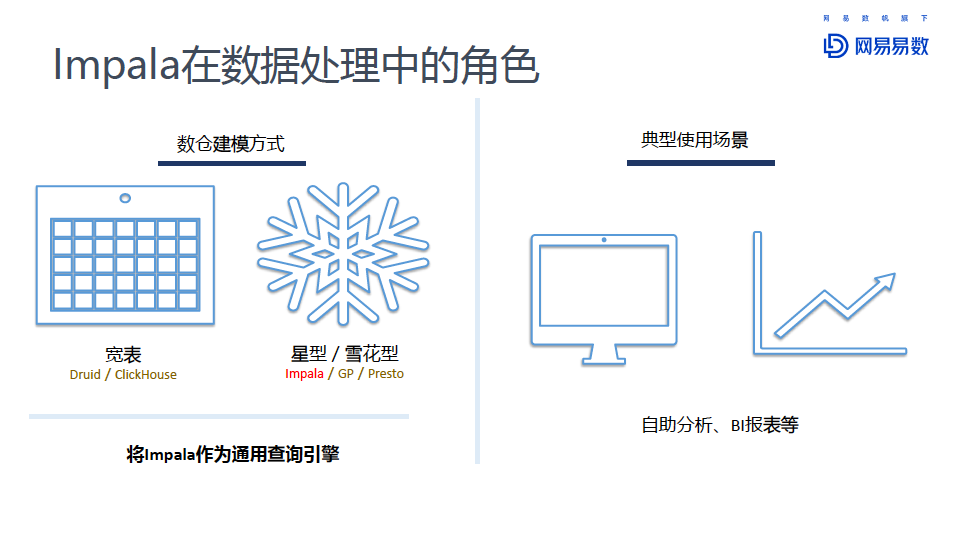 网易数帆旗下
网易易数
Impala在数据处理中的角色
数仓建模方式
典型使用场景
宽表
Druid / ClickHouse
星型 / 雪花型
Impala / GP / Presto
将Impala作为通用查询引擎
自助分析、BI报表等